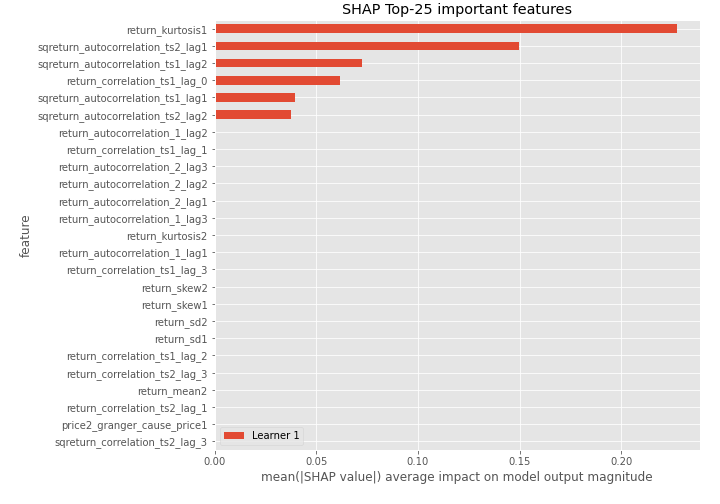 SHAP Top-25 important features
return_kurtosis1
sqreturn_autocorrelation_ts2_lag1
sqreturn_autocorrelation_ts1_lag2
return_correlation_ts1_lag_0
sqreturn_autocorrelation_ts1_lag1
sqreturn_autocorrelation_ts2_lag2
return_autocorrelation_1_lag2
return_correlation_ts1_lag_1
return_autocorrelation_2_lag3
return_autocorrelation_2_lag2
return_autocorrelation_2_lag1
return_autocorrelation_1_lag3
return_kurtosis2
return_autocorrelation_1_lag1
return_correlation_ts1_lag_3
return_skew2
return_skew1
return_sd2
return_sd1
return_correlation_ts1_lag_2
return_correlation_ts2_lag_3
return_mean2
return_correlation_ts2_lag_1
price2_granger_cause_price1
sqreturn_correlation_ts2_lag_3
feature
Learner 1
0.00 0.05 0.10 0.15 0.20
mean(|SHAP value|) average impact on model output magnitude